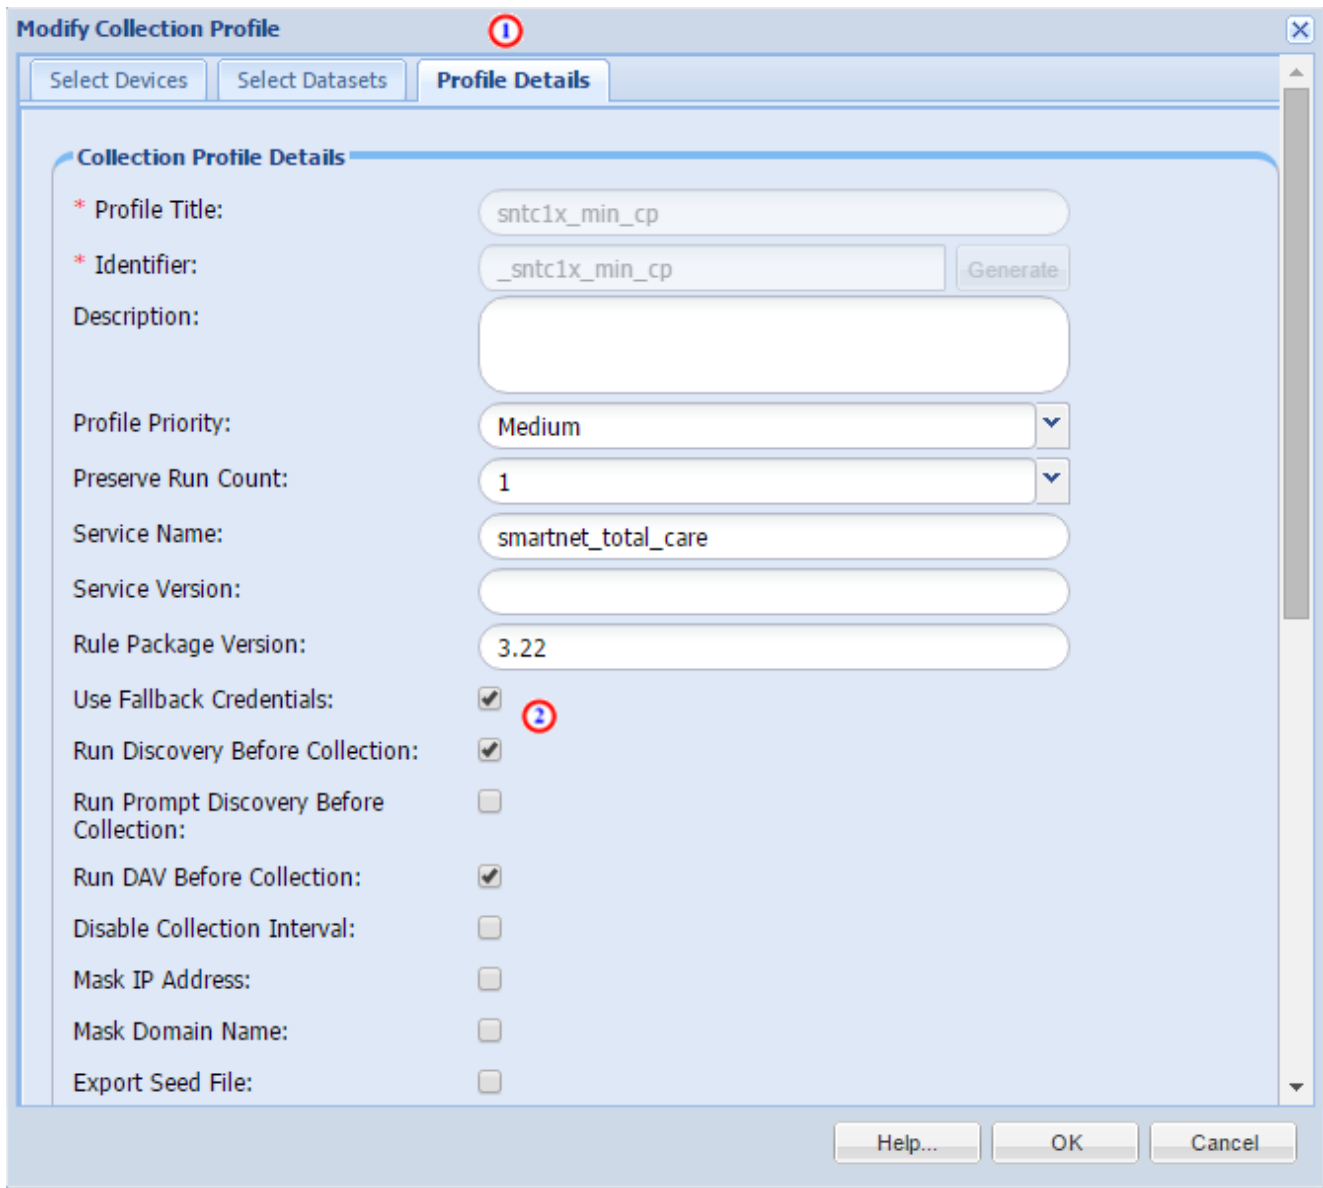 Modify Collection Profile
1
Select Devices Select Datasets Profile Details
Collection Profile Details
* Profile Title: sntc1x_min_cp
* Identifier: _sntc1x_min_cp Generate
Description:
Profile Priority: Medium
Preserve Run Count: 1
Service Name: smartnet_total_care
Service Version:
Rule Package Version: 3.22
Use Fallback Credentials:
2
Run Discovery Before Collection:
Run Prompt Discovery Before
Collection:
Run DAV Before Collection:
Disable Collection Interval:
Mask IP Address:
Mask Domain Name:
Export Seed File:
Help... OK Cancel